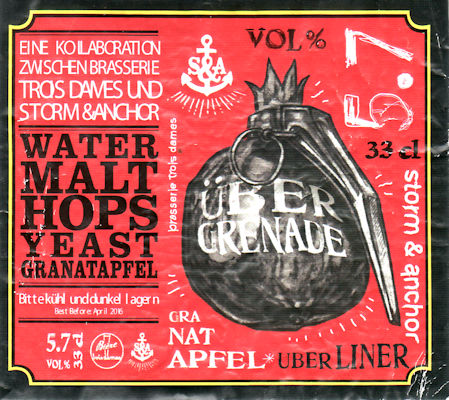 EINE KOLLABORATION
ZWISCHEN BRASSERIE
TROIS DAMES UND
STORM & ANCHOR
WATER
MALT
HOPS
YEAST
GRANATAPFEL
Bitte kühl und dunkel lagern
Best Before: April 2016
5.7
VOL%
33 cl
Bière
S&A
S&A
brasserie trois dames
VOL%
5.7
33 cl
ÜBER
GRENADE
storm & anchor
GRA
NAT
APFEL*
UBERLINER